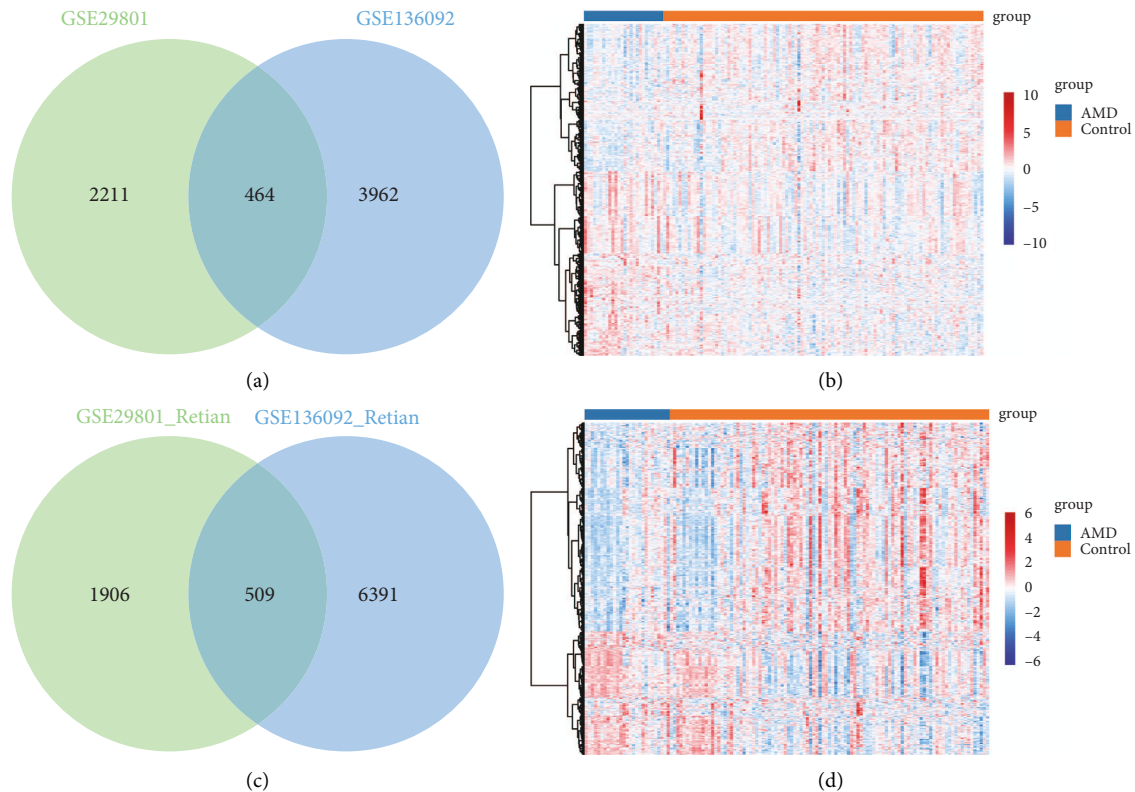 GSE29801
GSE136092
2211
464
3962
(a)
group
group
AMD
Control
10
5
0
−5
−10
(b)
GSE29801_Retian
GSE136092_Retian
1906
509
6391
(c)
group
group
AMD
Control
6
4
2
0
−2
−4
−6
(d)